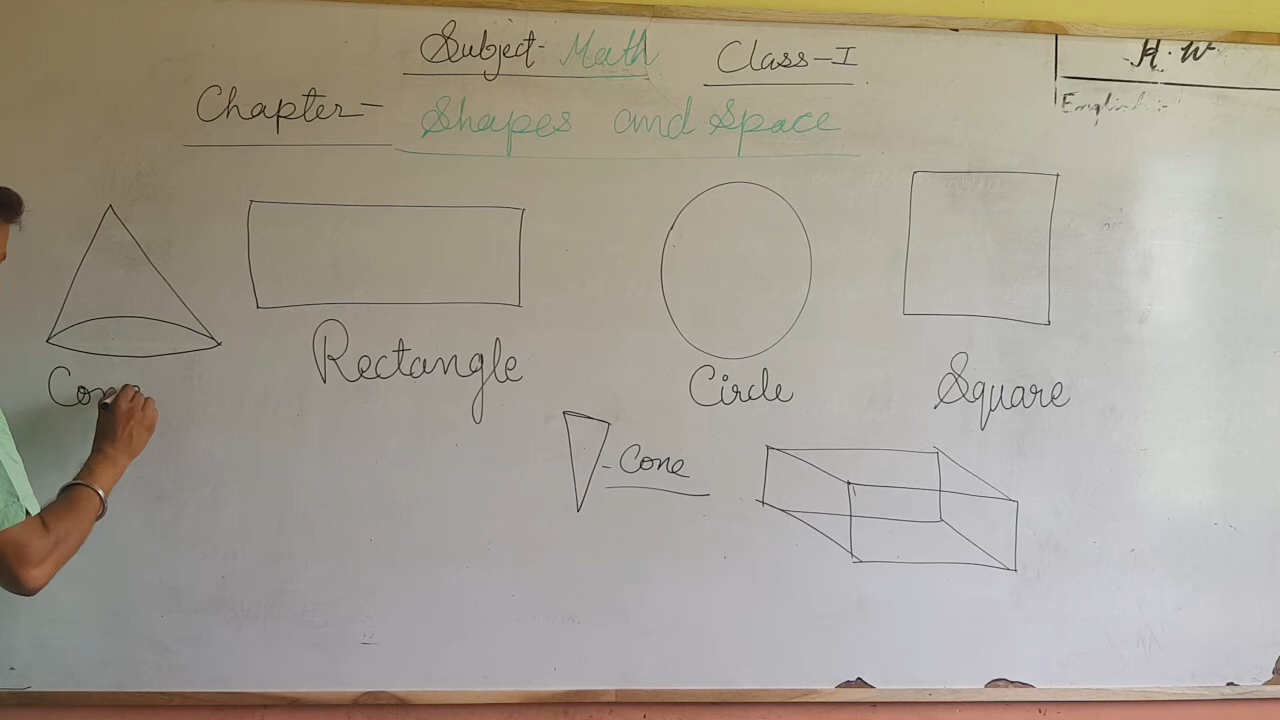 Subject- Math Class-I
H.W
English:-
Chapter- Shapes and Space
Rectangle
Circle
Square
Cone
- Cone